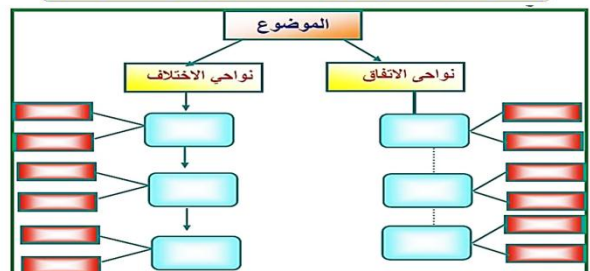 الموضوع
نواحى الاتفاق
نواحي الاختلاف